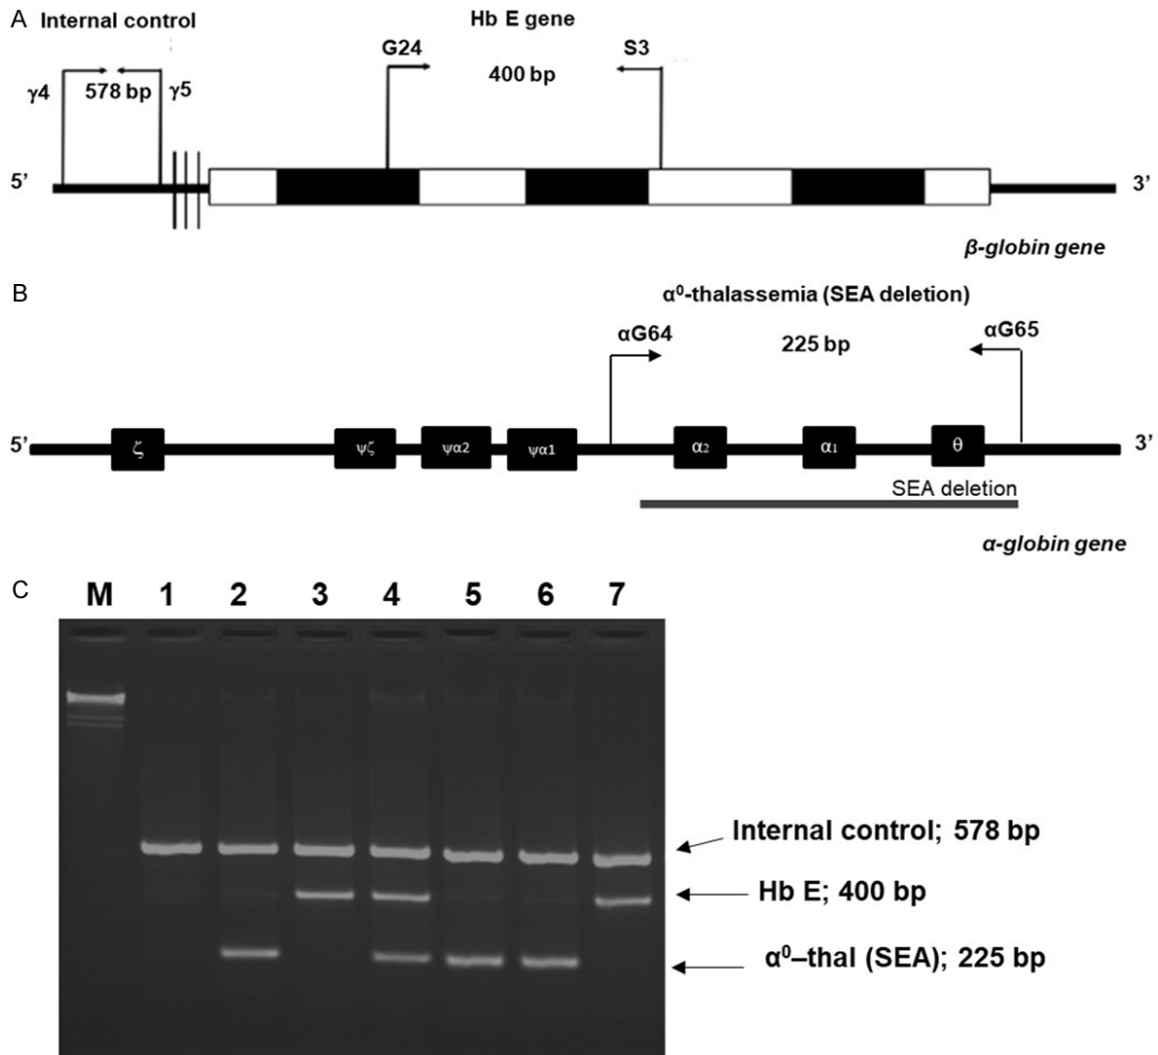 A
Internal control
Hb E gene
G24
S3
400 bp
γ4
578 bp
γ5
5’
3’
β-globin gene
B
α⁰-thalassemia (SEA deletion)
αG64
αG65
225 bp
5’
3’
ζ
ψζ
ψα2
ψα1
α₂
α₁
θ
SEA deletion
α-globin gene
C
M 1 2 3 4 5 6 7
Internal control; 578 bp
Hb E; 400 bp
α⁰–thal (SEA); 225 bp